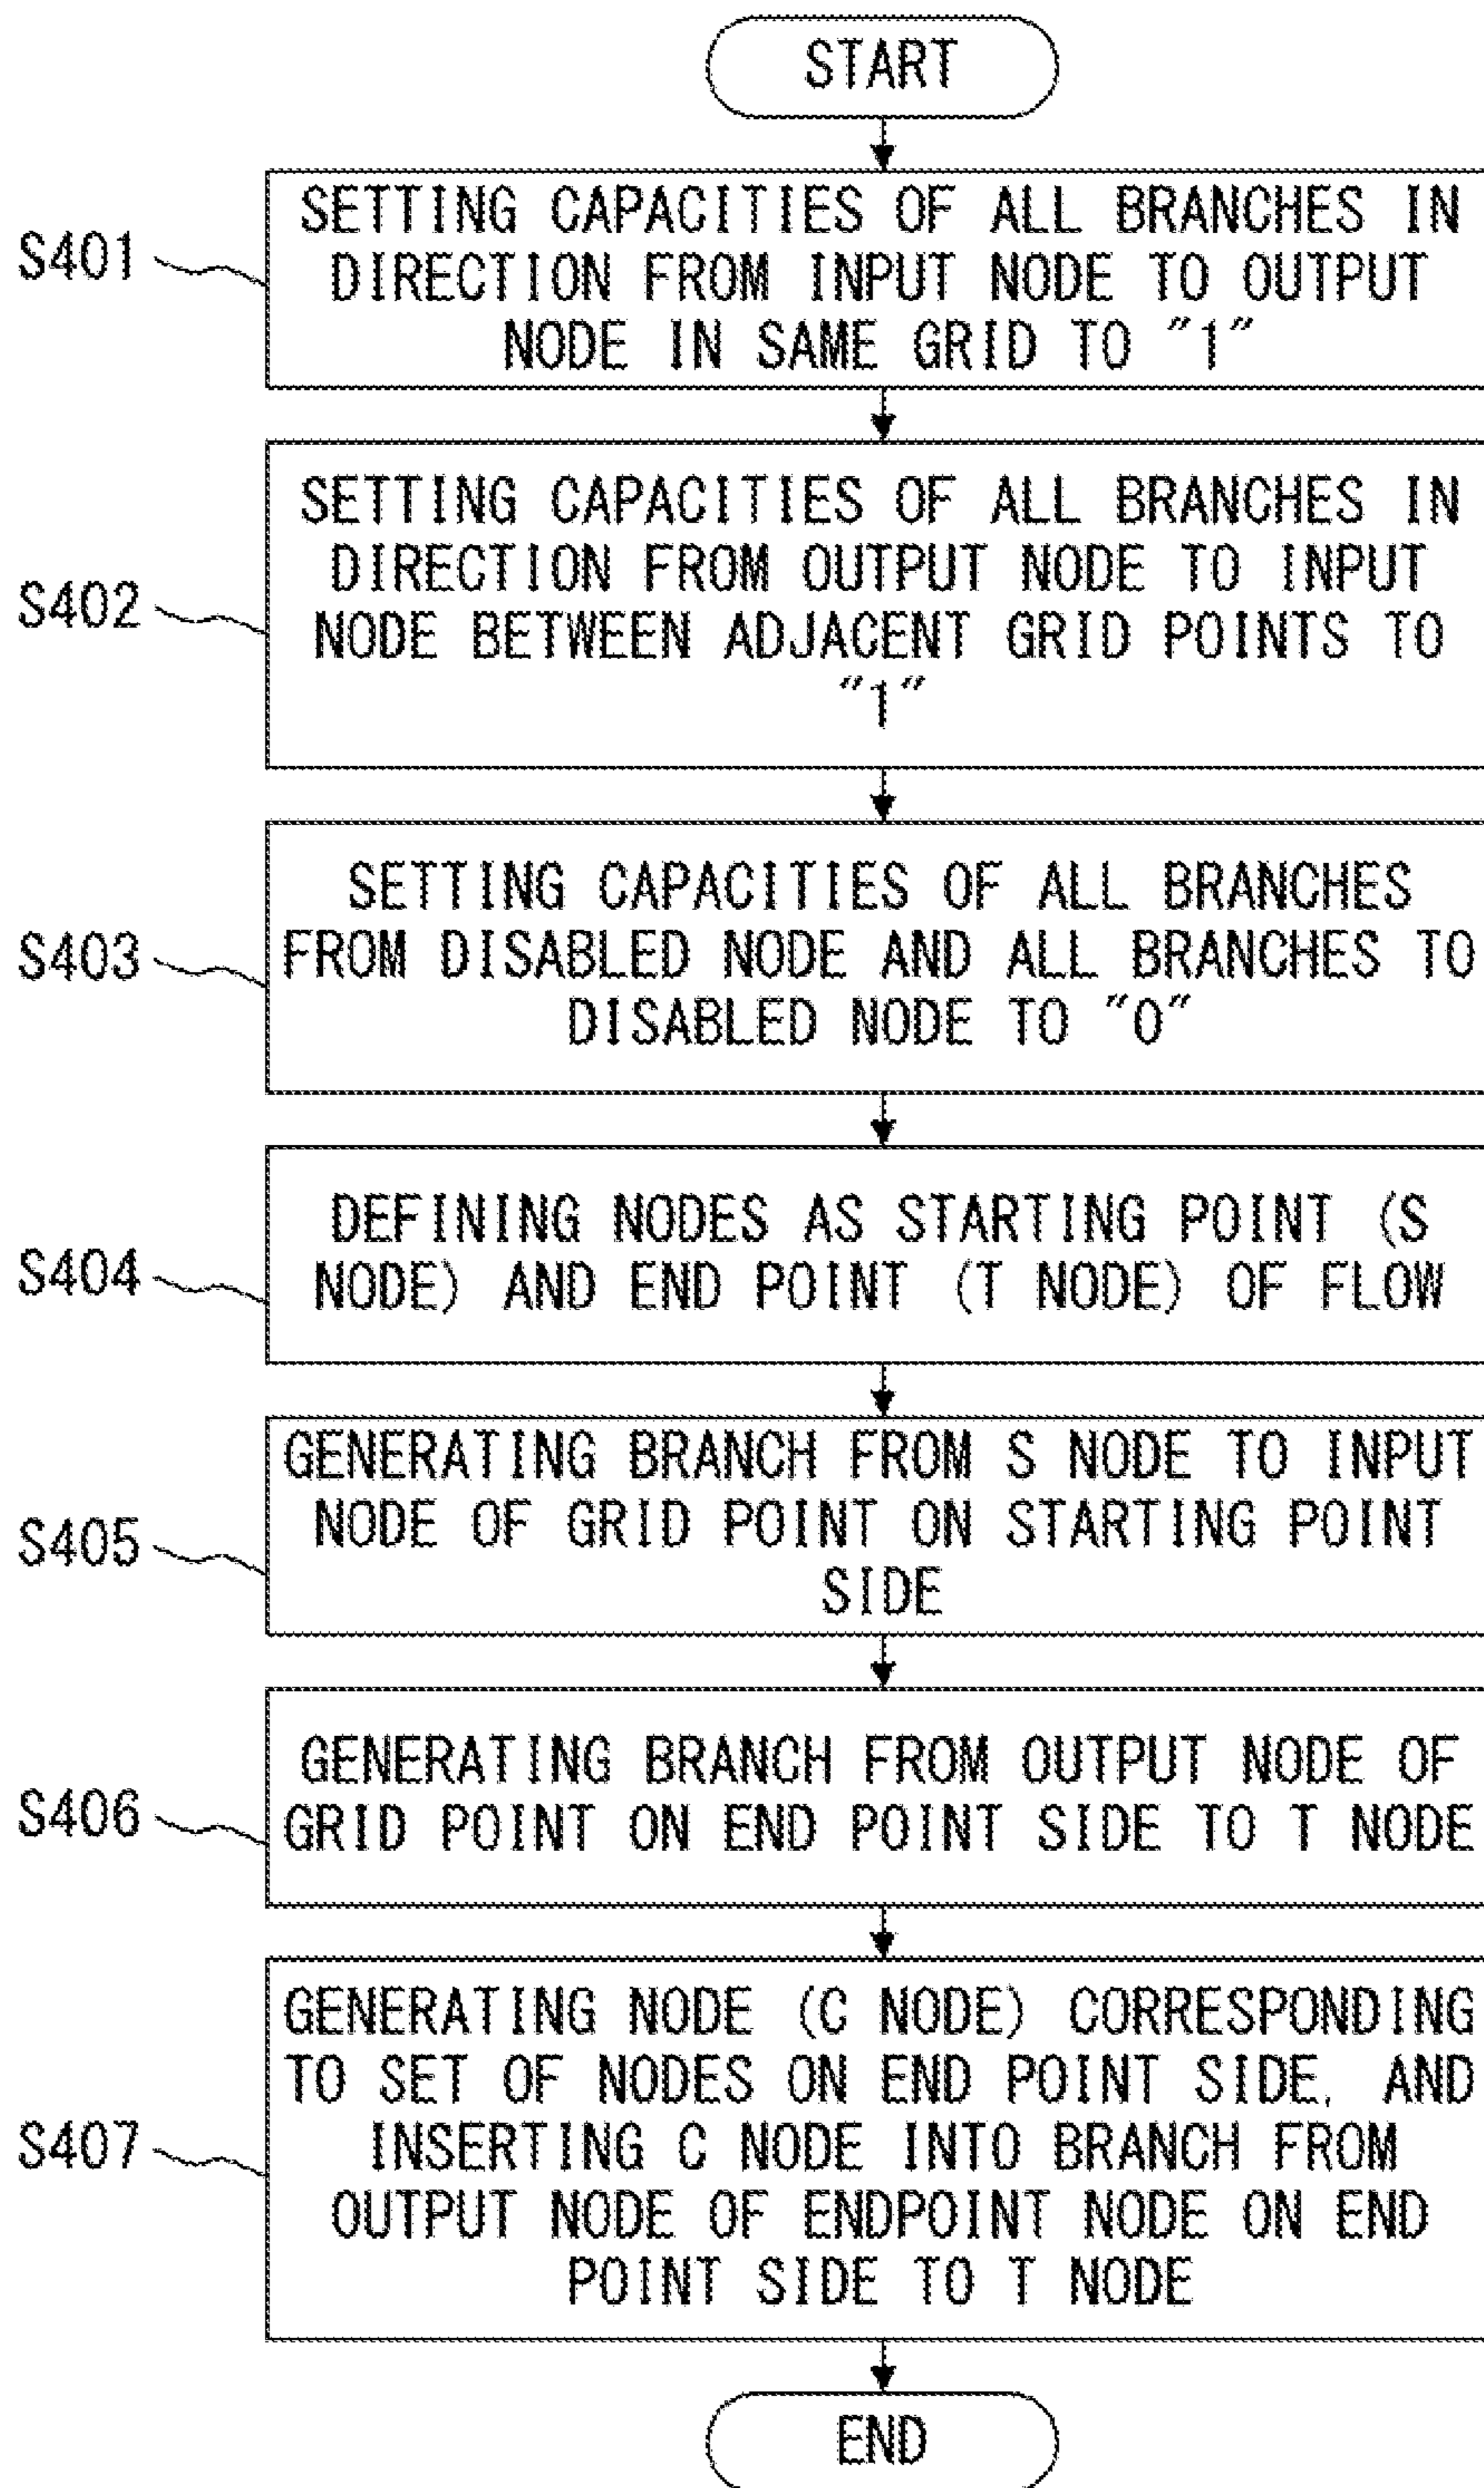 START
S401
SETTING CAPACITIES OF ALL BRANCHES IN
DIRECTION FROM INPUT NODE TO OUTPUT
NODE IN SAME GRID TO "1"
S402
SETTING CAPACITIES OF ALL BRANCHES IN
DIRECTION FROM OUTPUT NODE TO INPUT
NODE BETWEEN ADJACENT GRID POINTS TO
"1"
S403
SETTING CAPACITIES OF ALL BRANCHES
FROM DISABLED NODE AND ALL BRANCHES TO
DISABLED NODE TO "0"
S404
DEFINING NODES AS STARTING POINT (S
NODE) AND END POINT (T NODE) OF FLOW
S405
GENERATING BRANCH FROM S NODE TO INPUT
NODE OF GRID POINT ON STARTING POINT
SIDE
S406
GENERATING BRANCH FROM OUTPUT NODE OF
GRID POINT ON END POINT SIDE TO T NODE
S407
GENERATING NODE (C NODE) CORRESPONDING
TO SET OF NODES ON END POINT SIDE, AND
INSERTING C NODE INTO BRANCH FROM
OUTPUT NODE OF ENDPOINT NODE ON END
POINT SIDE TO T NODE
END